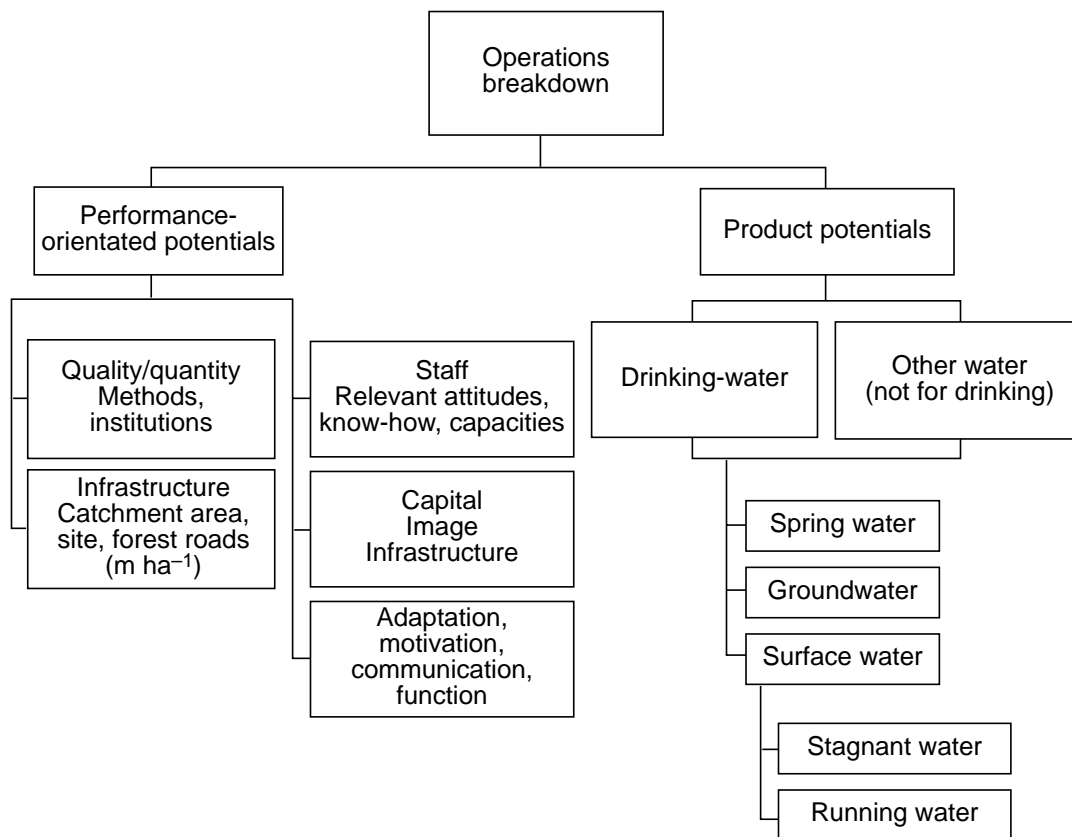 Operations
breakdown
Performance-
orientated potentials
Product potentials
Quality/quantity
Methods,
institutions
Staff
Relevant attitudes,
know-how, capacities
Drinking-water
Other water
(not for drinking)
Infrastructure
Catchment area,
site, forest roads
(m ha⁻¹)
Capital
Image
Infrastructure
Adaptation,
motivation,
communication,
function
Spring water
Groundwater
Surface water
Stagnant water
Running water